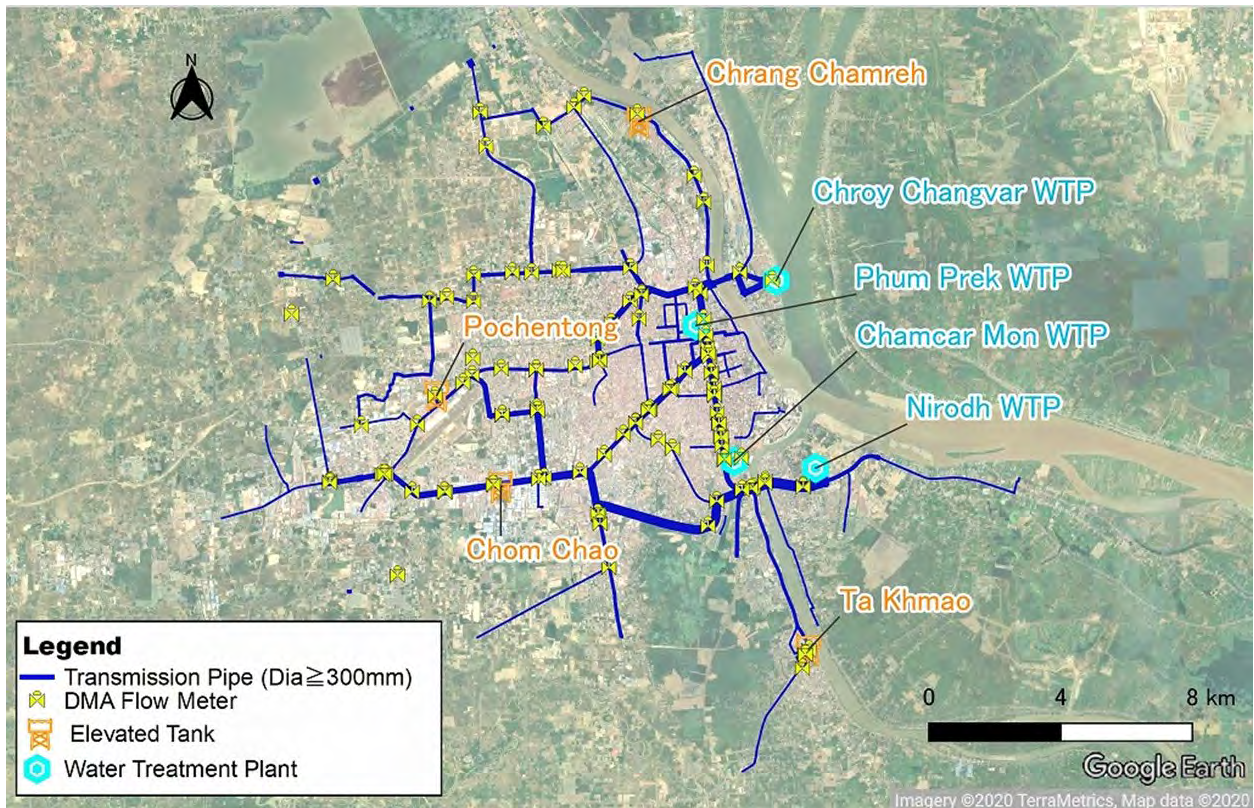 N
Chrang Chamreh
Chroy Changvar WTP
Phum Prek WTP
Pochentong
Chamcar Mon WTP
Nirodh WTP
Chom Chao
Ta Khmao
Legend
Transmission Pipe (Dia≧300mm)
DMA Flow Meter
Elevated Tank
Water Treatment Plant
0 4 8 km
Google Earth
Imagery ©2020 TerraMetrics, Map data ©2020